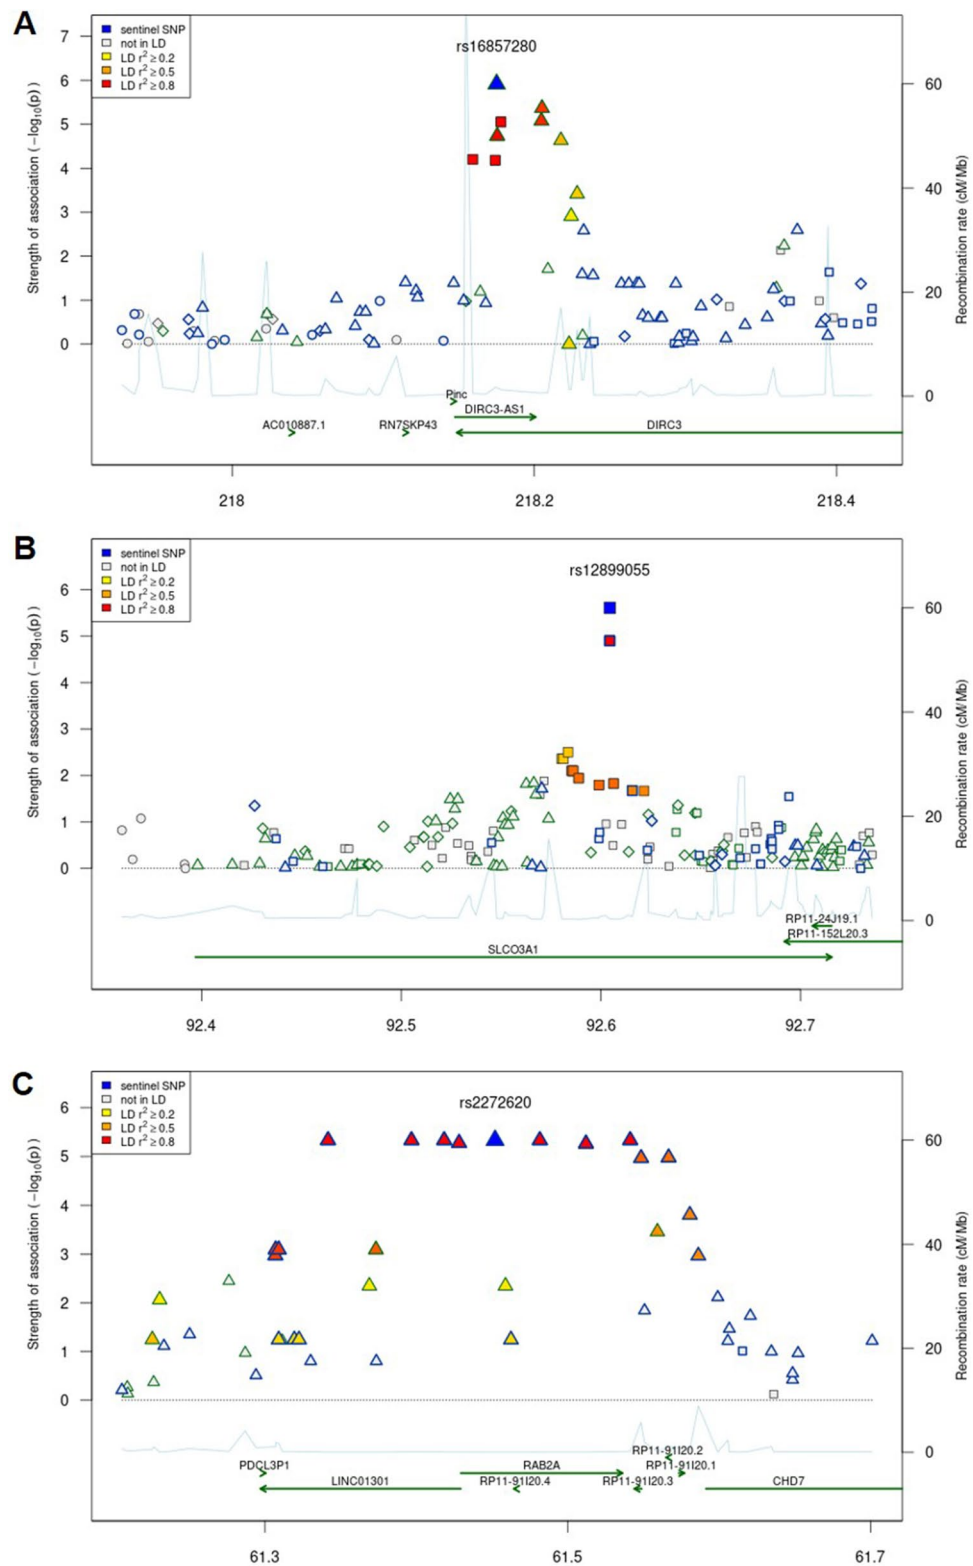 A
sentinel SNP
not in LD
LD r² ≥ 0.2
LD r² ≥ 0.5
LD r² ≥ 0.8
rs16857280
Strength of association ( −log₁₀(p) )
7
6
5
4
3
2
1
0
60
40
20
0
Recombination rate (cM/Mb)
Pinc
DIRC3-AS1
AC010887.1
RN7SKP43
DIRC3
218
218.2
218.4
B
sentinel SNP
not in LD
LD r² ≥ 0.2
LD r² ≥ 0.5
LD r² ≥ 0.8
rs12899055
Strength of association ( −log₁₀(p) )
6
5
4
3
2
1
0
60
40
20
0
Recombination rate (cM/Mb)
RP11-24J19.1
RP11-152L20.3
SLCO3A1
92.4
92.5
92.6
92.7
C
sentinel SNP
not in LD
LD r² ≥ 0.2
LD r² ≥ 0.5
LD r² ≥ 0.8
rs2272620
Strength of association ( −log₁₀(p) )
6
5
4
3
2
1
0
60
40
20
0
Recombination rate (cM/Mb)
RP11-91I20.2
PDCL3P1
RAB2A
RP11-91I20.1
LINC01301
RP11-91I20.4
RP11-91I20.3
CHD7
61.3
61.5
61.7